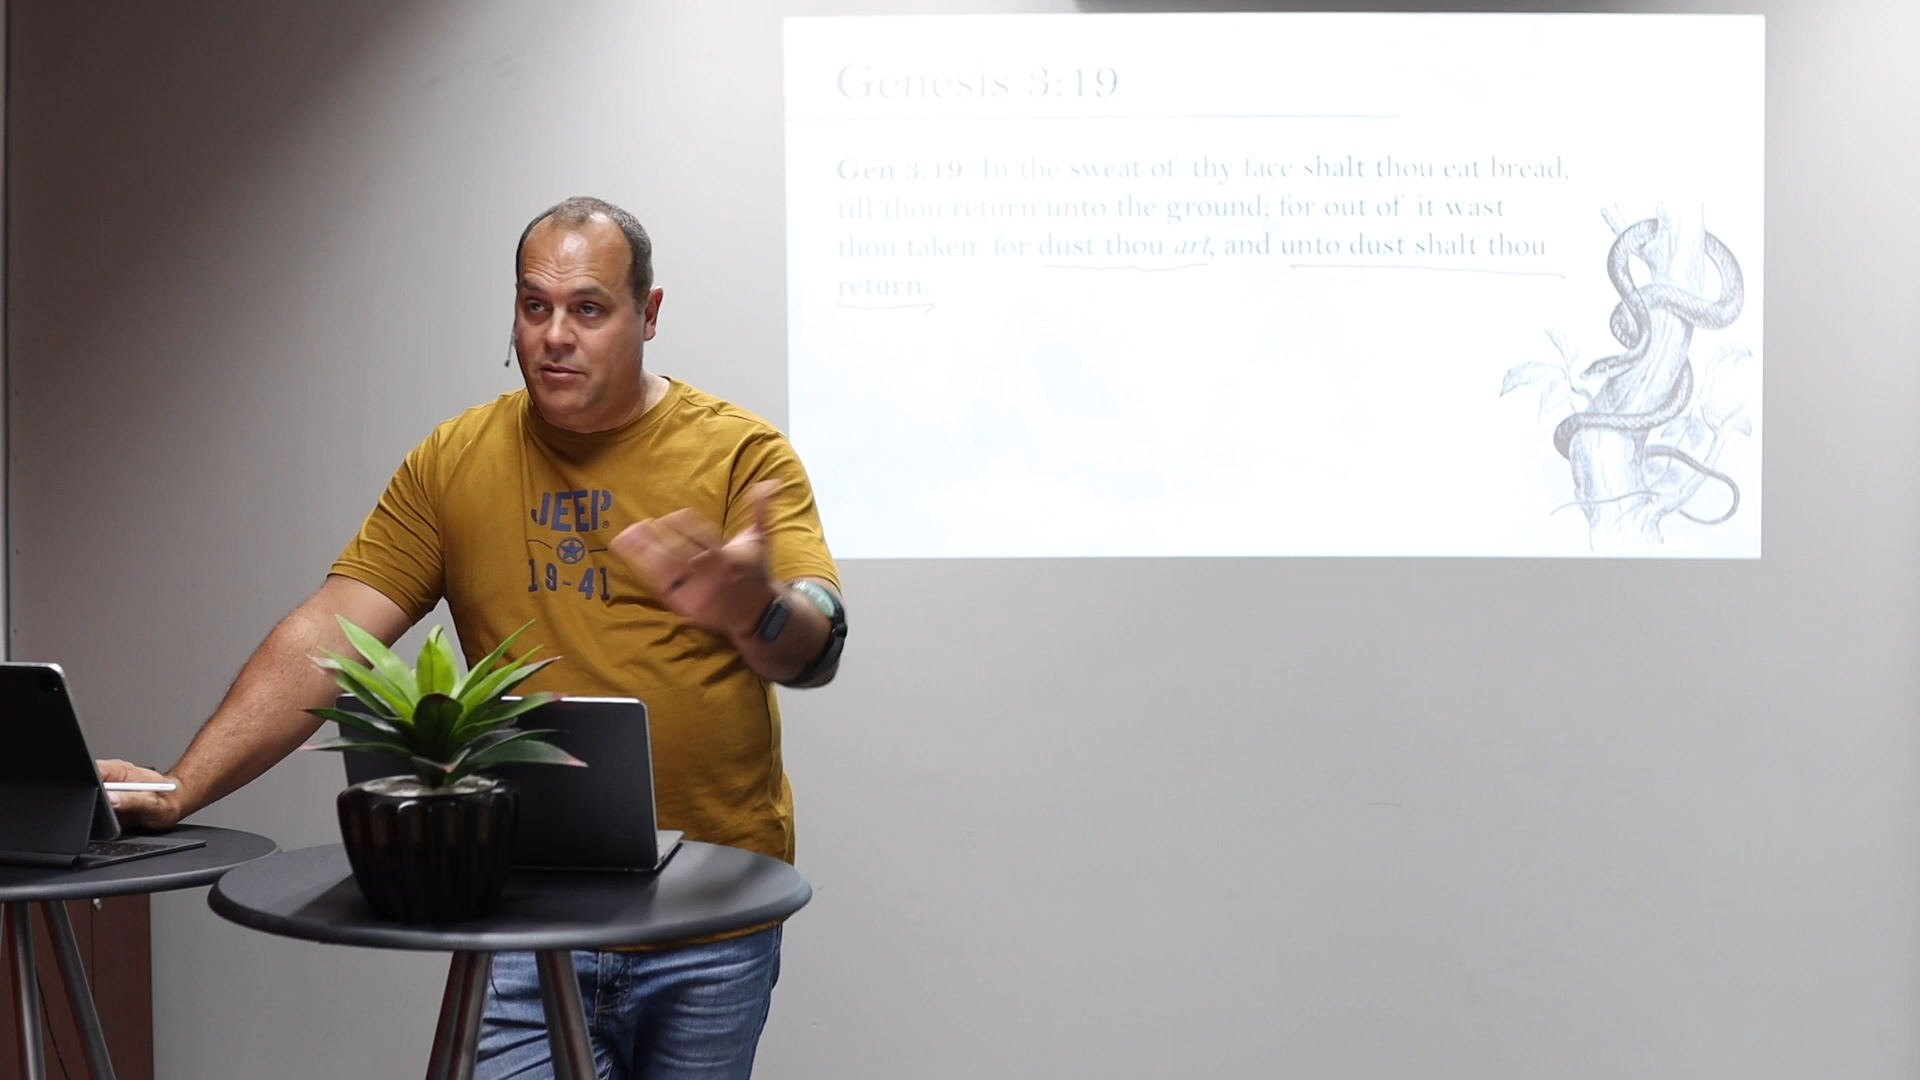 Genesis 3:19
Gen 3:19 In the sweat of thy face shalt thou eat bread,
till thou return unto the ground; for out of it wast
thou taken: for dust thou art, and unto dust shalt thou
return.
JEEP®
19-41